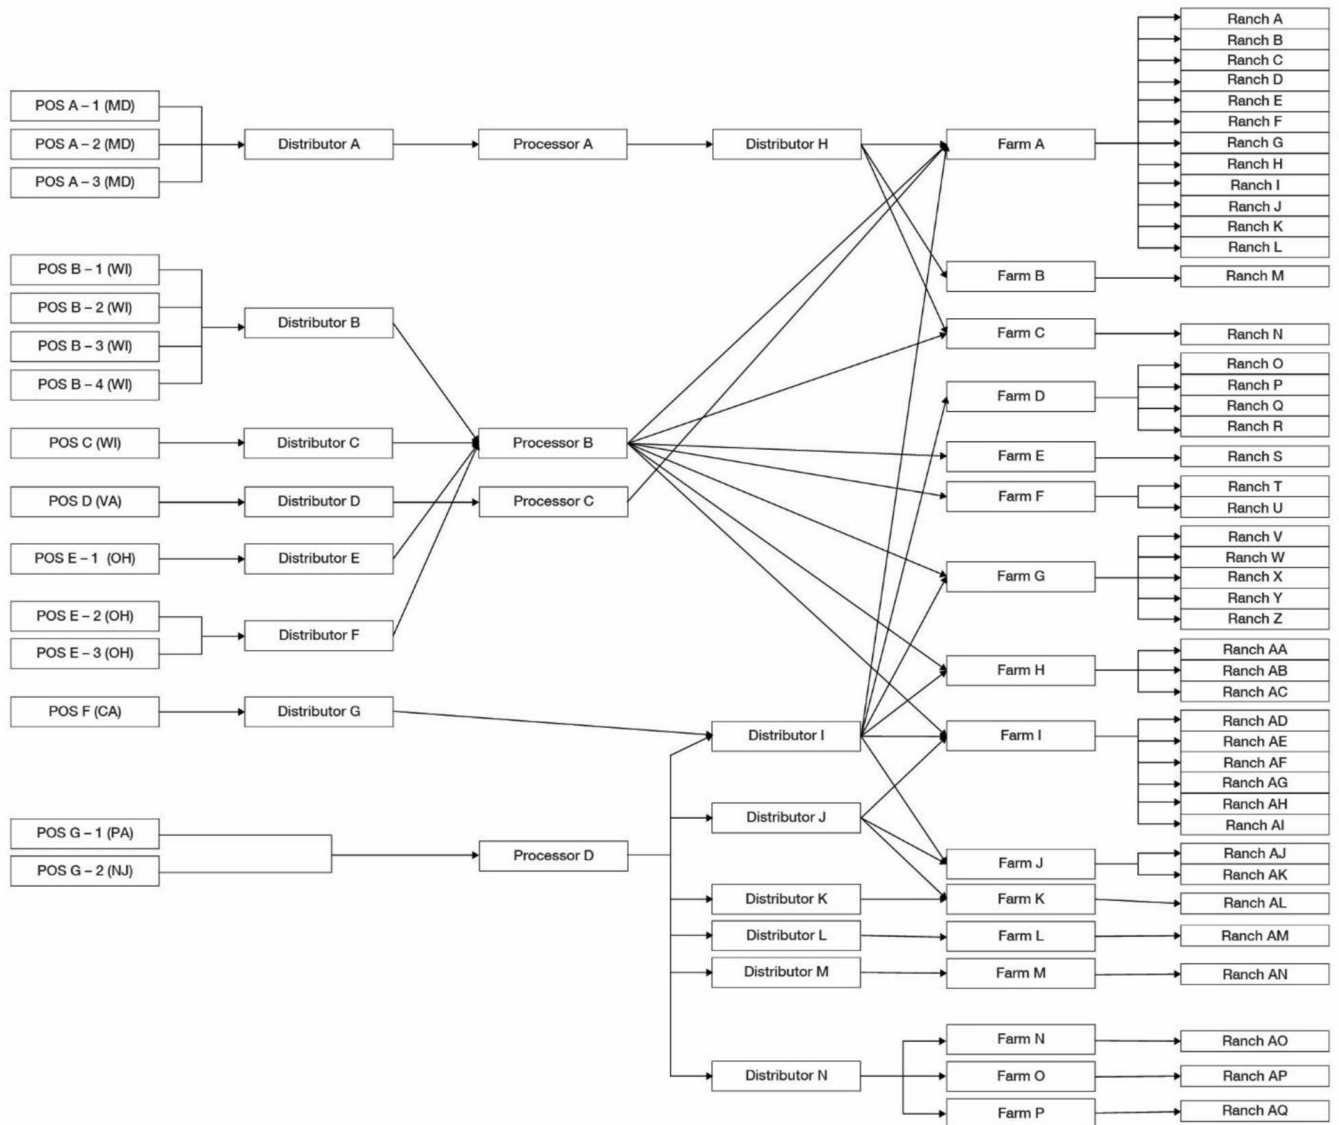 POS A – 1 (MD)
POS A – 2 (MD)
POS A – 3 (MD)
POS B – 1 (WI)
POS B – 2 (WI)
POS B – 3 (WI)
POS B – 4 (WI)
POS C (WI)
POS D (VA)
POS E – 1 (OH)
POS E – 2 (OH)
POS E – 3 (OH)
POS F (CA)
POS G – 1 (PA)
POS G – 2 (NJ)
Distributor A
Distributor B
Distributor C
Distributor D
Distributor E
Distributor F
Distributor G
Processor A
Processor B
Processor C
Processor D
Distributor H
Distributor I
Distributor J
Distributor K
Distributor L
Distributor M
Distributor N
Farm A
Farm B
Farm C
Farm D
Farm E
Farm F
Farm G
Farm H
Farm I
Farm J
Farm K
Farm L
Farm M
Farm N
Farm O
Farm P
Ranch A
Ranch B
Ranch C
Ranch D
Ranch E
Ranch F
Ranch G
Ranch H
Ranch I
Ranch J
Ranch K
Ranch L
Ranch M
Ranch N
Ranch O
Ranch P
Ranch Q
Ranch R
Ranch S
Ranch T
Ranch U
Ranch V
Ranch W
Ranch X
Ranch Y
Ranch Z
Ranch AA
Ranch AB
Ranch AC
Ranch AD
Ranch AE
Ranch AF
Ranch AG
Ranch AH
Ranch AI
Ranch AJ
Ranch AK
Ranch AL
Ranch AM
Ranch AN
Ranch AO
Ranch AP
Ranch AQ